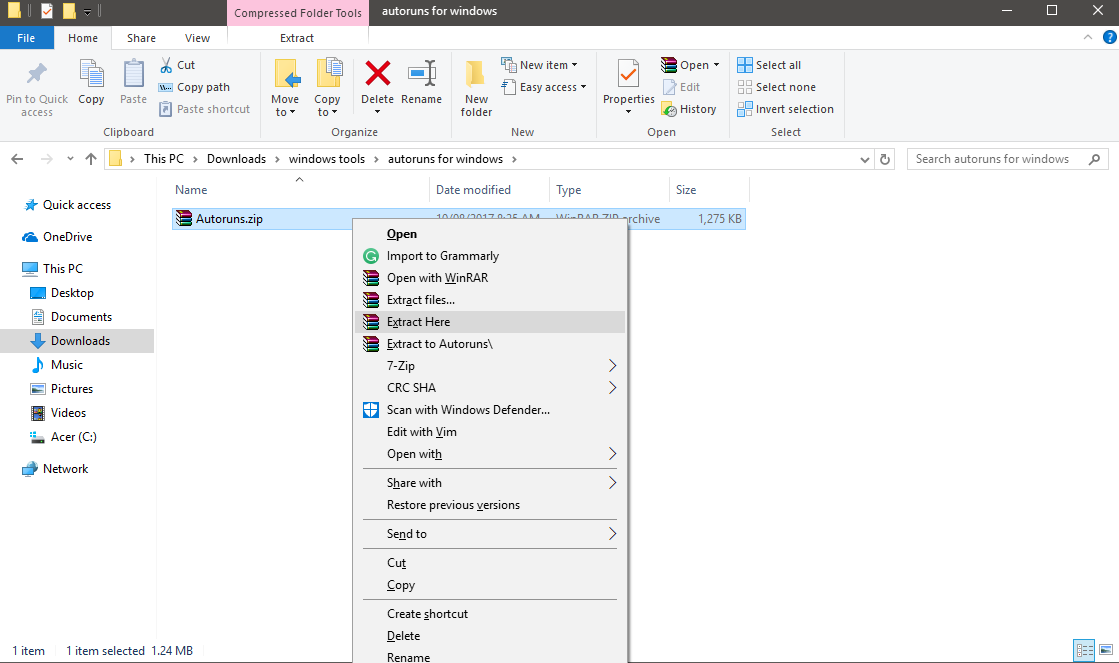 Compressed Folder Tools autoruns for windows
File Home Share View Extract
Pin to Quick access
Copy
Paste
Cut
Copy path
Paste shortcut
Clipboard
Move to
Copy to
Delete
Rename
Organize
New folder
New item
Easy access
New
Properties
Open
Edit
History
Open
Select all
Select none
Invert selection
Select
This PC > Downloads > windows tools > autoruns for windows >
Search autoruns for windows
Quick access
OneDrive
This PC
Desktop
Documents
Downloads
Music
Pictures
Videos
Acer (C:)
Network
Name Date modified Type Size
Autoruns.zip 10/08/2017 8:25 AM WinRAR ZIP archive 1,275 KB
Open
Import to Grammarly
Open with WinRAR
Extract files...
Extract Here
Extract to Autoruns\
7-Zip
CRC SHA
Scan with Windows Defender...
Edit with Vim
Open with
Share with
Restore previous versions
Send to
Cut
Copy
Create shortcut
Delete
Rename
1 item 1 item selected 1.24 MB